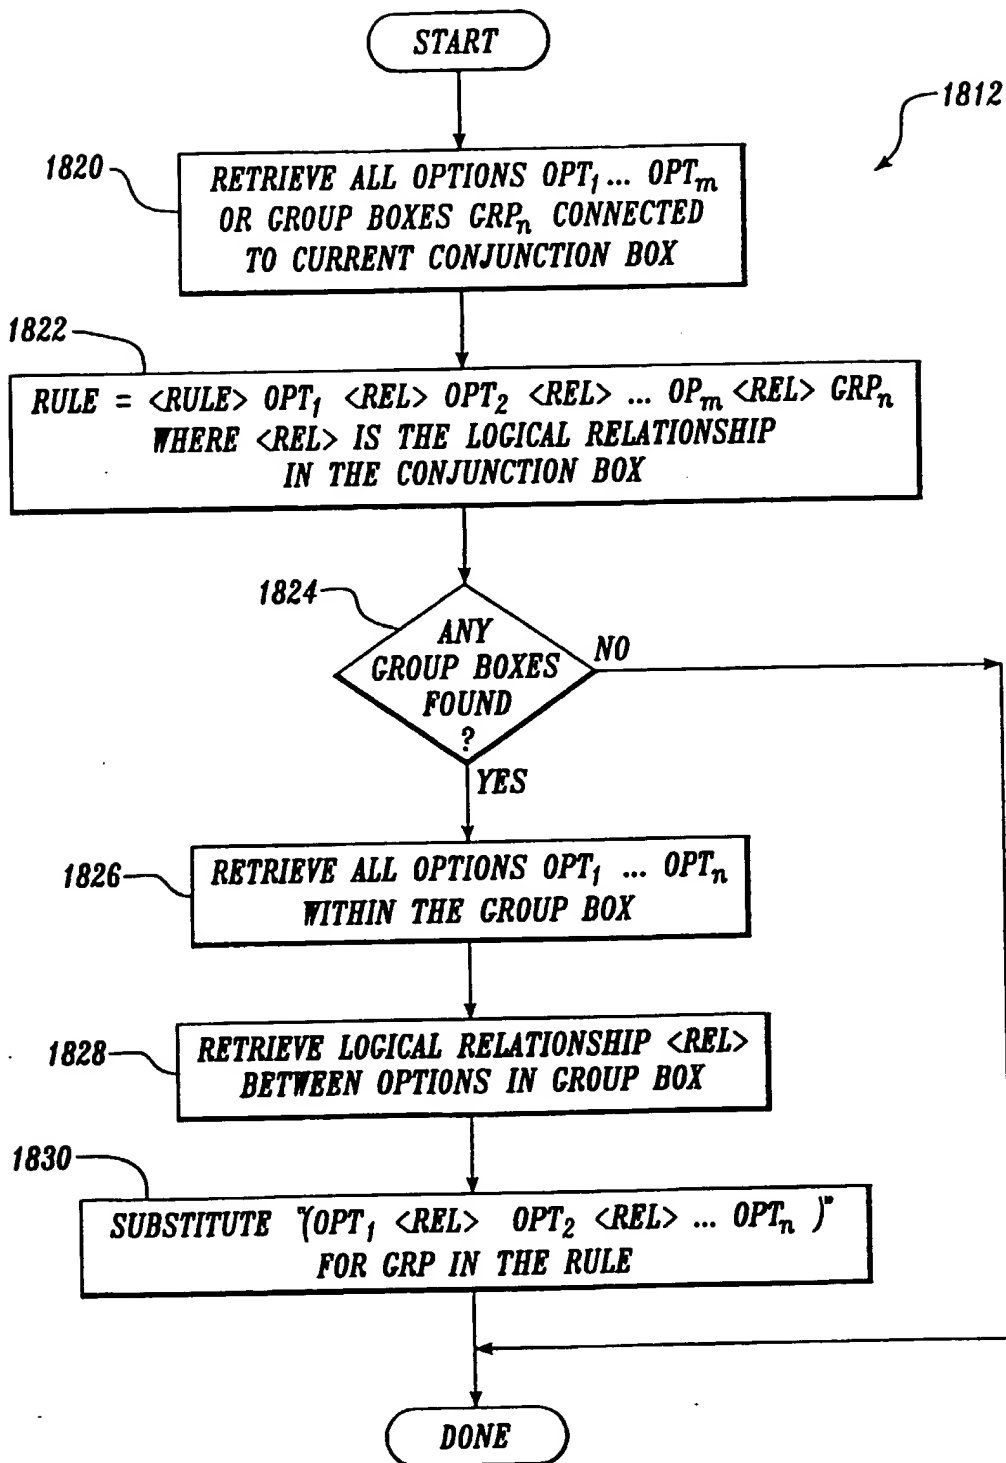 START
1812
1820
RETRIEVE ALL OPTIONS OPT₁ ... OPTₘ
OR GROUP BOXES GRPₙ CONNECTED
TO CURRENT CONJUNCTION BOX
1822
RULE = <RULE> OPT₁ <REL> OPT₂ <REL> ... OPₘ <REL> GRPₙ
WHERE <REL> IS THE LOGICAL RELATIONSHIP
IN THE CONJUNCTION BOX
1824
ANY
GROUP BOXES
FOUND
?
NO
YES
1826
RETRIEVE ALL OPTIONS OPT₁ ... OPTₙ
WITHIN THE GROUP BOX
1828
RETRIEVE LOGICAL RELATIONSHIP <REL>
BETWEEN OPTIONS IN GROUP BOX
1830
SUBSTITUTE "(OPT₁ <REL> OPT₂ <REL> ... OPTₙ )"
FOR GRP IN THE RULE
DONE